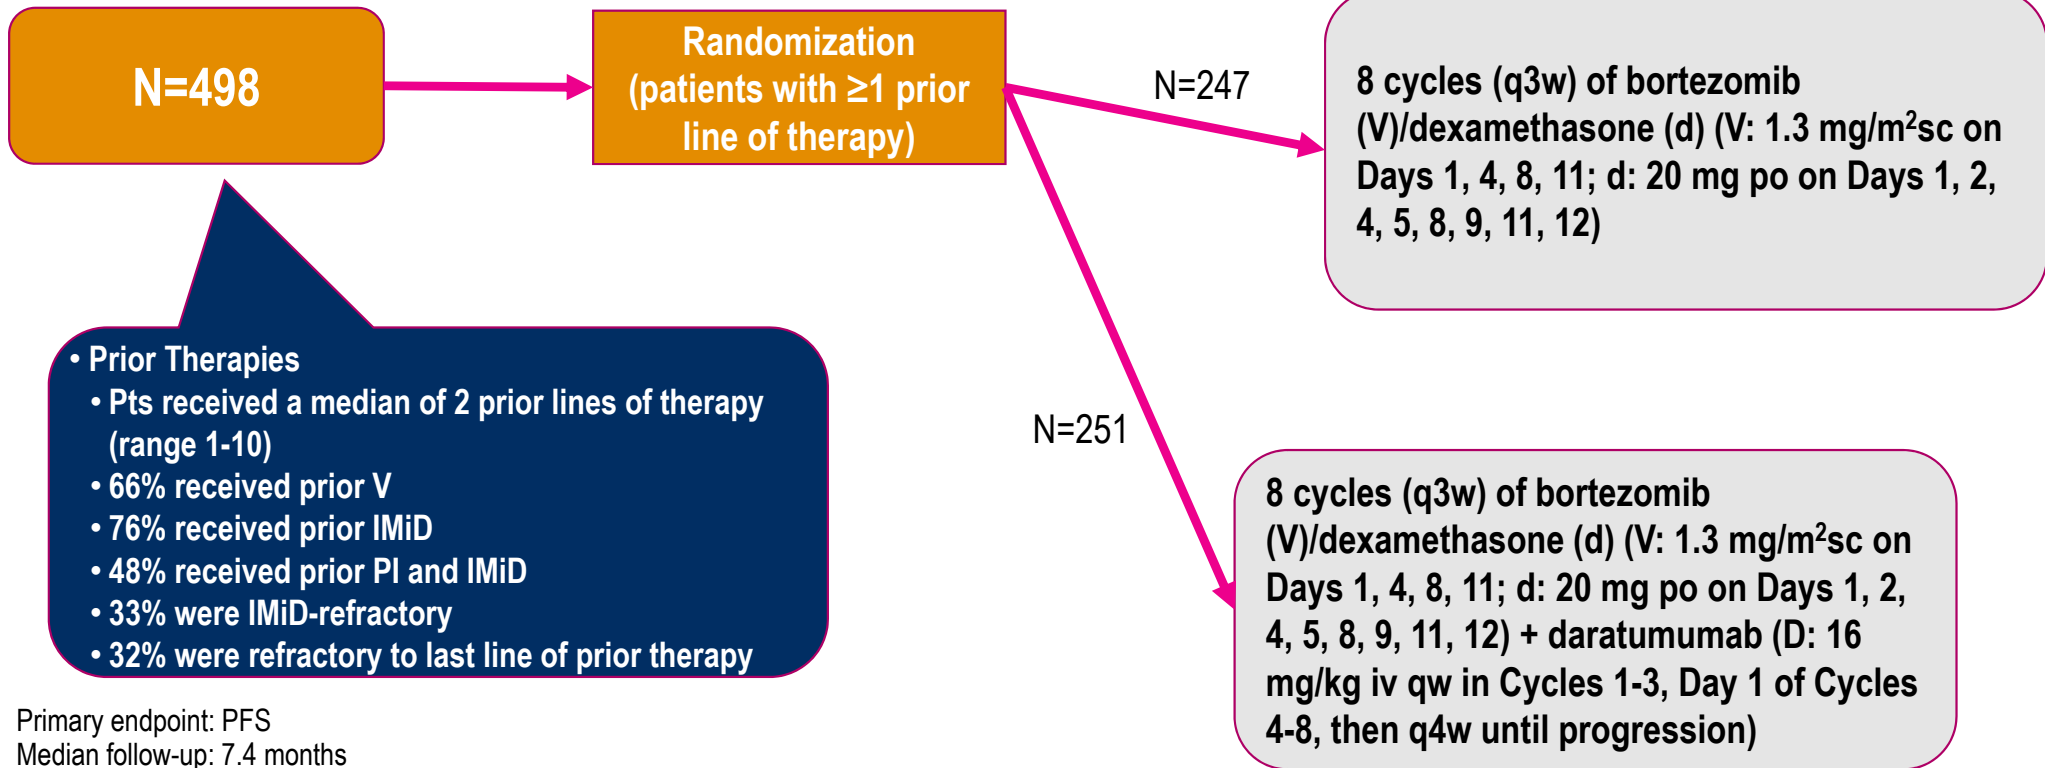 N=498
Randomization
(patients with ≥1 prior
line of therapy)
N=247
8 cycles (q3w) of bortezomib
(V)/dexamethasone (d) (V: 1.3 mg/m²sc on
Days 1, 4, 8, 11; d: 20 mg po on Days 1, 2,
4, 5, 8, 9, 11, 12)
• Prior Therapies
• Pts received a median of 2 prior lines of therapy
(range 1-10)
• 66% received prior V
• 76% received prior IMiD
• 48% received prior PI and IMiD
• 33% were IMiD-refractory
• 32% were refractory to last line of prior therapy
N=251
8 cycles (q3w) of bortezomib
(V)/dexamethasone (d) (V: 1.3 mg/m²sc on
Days 1, 4, 8, 11; d: 20 mg po on Days 1, 2,
4, 5, 8, 9, 11, 12) + daratumumab (D: 16
mg/kg iv qw in Cycles 1-3, Day 1 of Cycles
4-8, then q4w until progression)
Primary endpoint: PFS
Median follow-up: 7.4 months